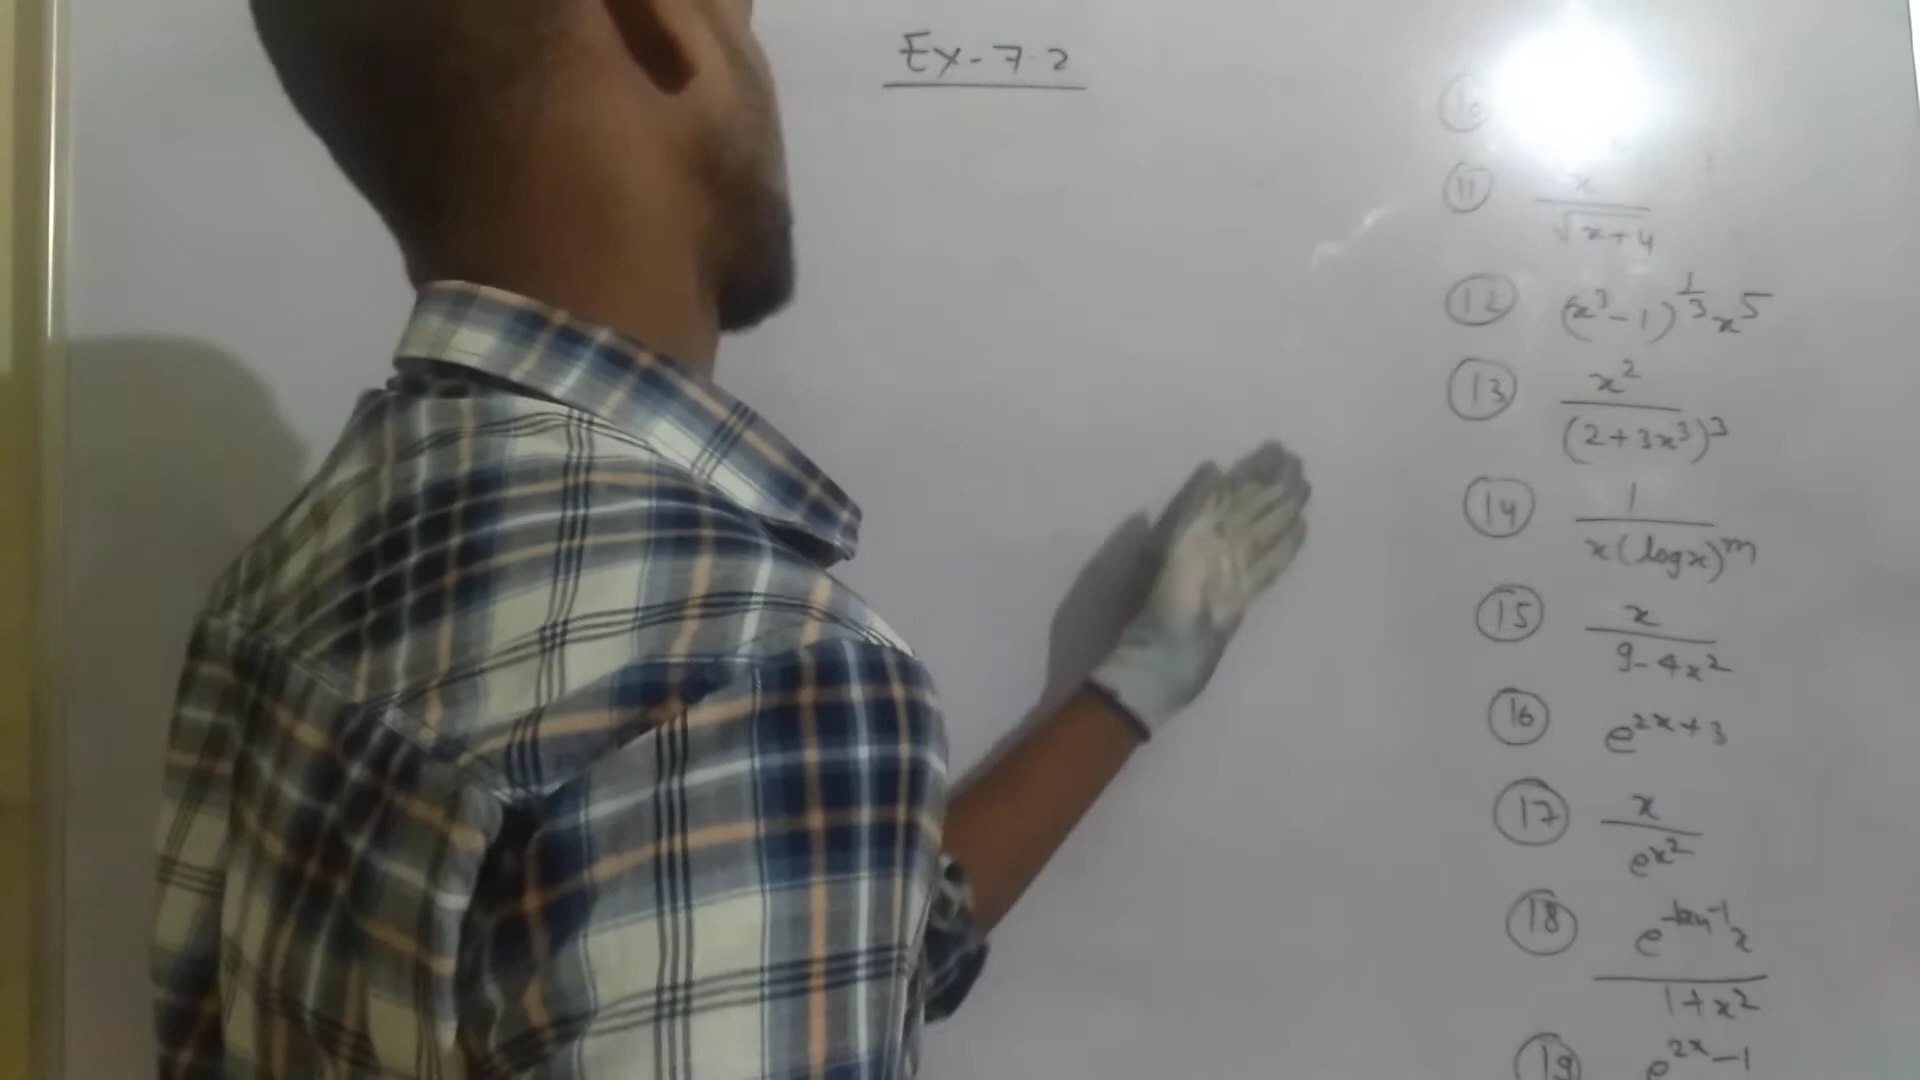 Ex-7.2
10
11 x/√(x+4)
12 (x³-1)^(1/3) x⁵
13 x²/(2+3x³)³
14 1/(x(log x)^m)
15 x/(9-4x²)
16 e^(2x+3)
17 x/e^(x²)
18 e^(tan⁻¹x)/(1+x²)
19 e^(2x)-1